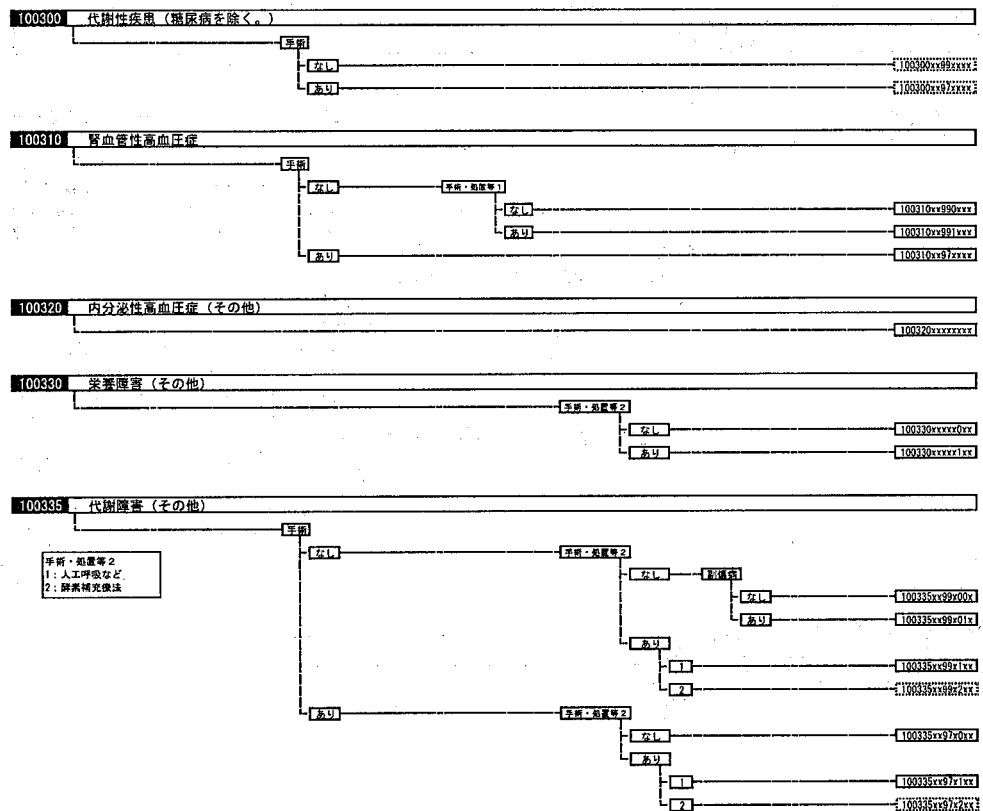 100300 代謝性疾患（糖尿病を除く。）
手術
なし 100300xx99xxxx
あり 100300xx97xxxx
100310 腎血管性高血圧症
手術
なし 手術・処置等1
なし 100310xx990xxx
あり 100310xx991xxx
あり 100310xx97xxxx
100320 内分泌性高血圧症（その他）
100320xxxxxxxx
100330 栄養障害（その他）
手術・処置等2
なし 100330xxxxx0xx
あり 100330xxxxx1xx
100335 代謝障害（その他）
手術
なし 手術・処置等2
手術・処置等2
1：人工呼吸など
2：酵素補充療法
なし 副傷病
なし 100335xx99x00x
あり 100335xx99x01x
あり
1 100335xx99x1xx
2 100335xx99x2xx
あり 手術・処置等2
なし 100335xx97x0xx
あり
1 100335xx97x1xx
2 100335xx97x2xx